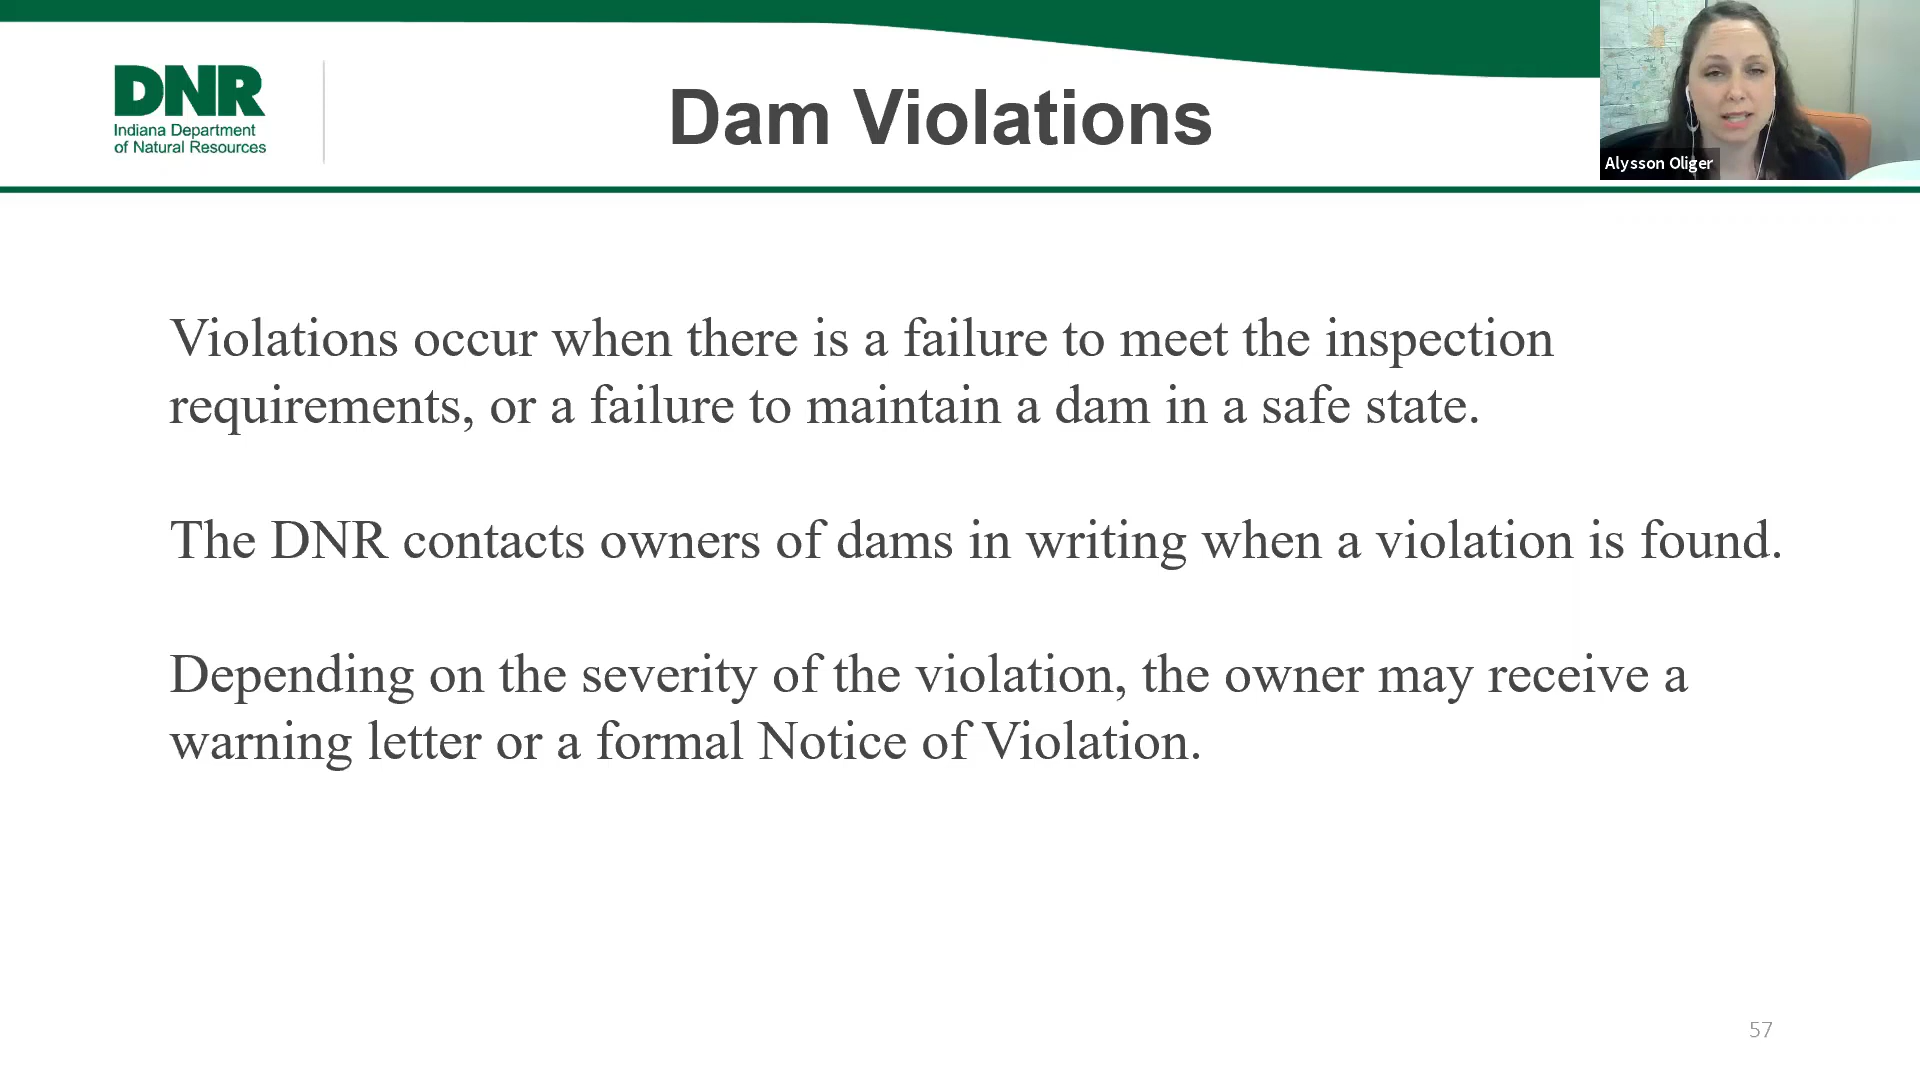 DNR
Indiana Department
of Natural Resources
Dam Violations
Alysson Oliger
Violations occur when there is a failure to meet the inspection
requirements, or a failure to maintain a dam in a safe state.
The DNR contacts owners of dams in writing when a violation is found.
Depending on the severity of the violation, the owner may receive a
warning letter or a formal Notice of Violation.
57